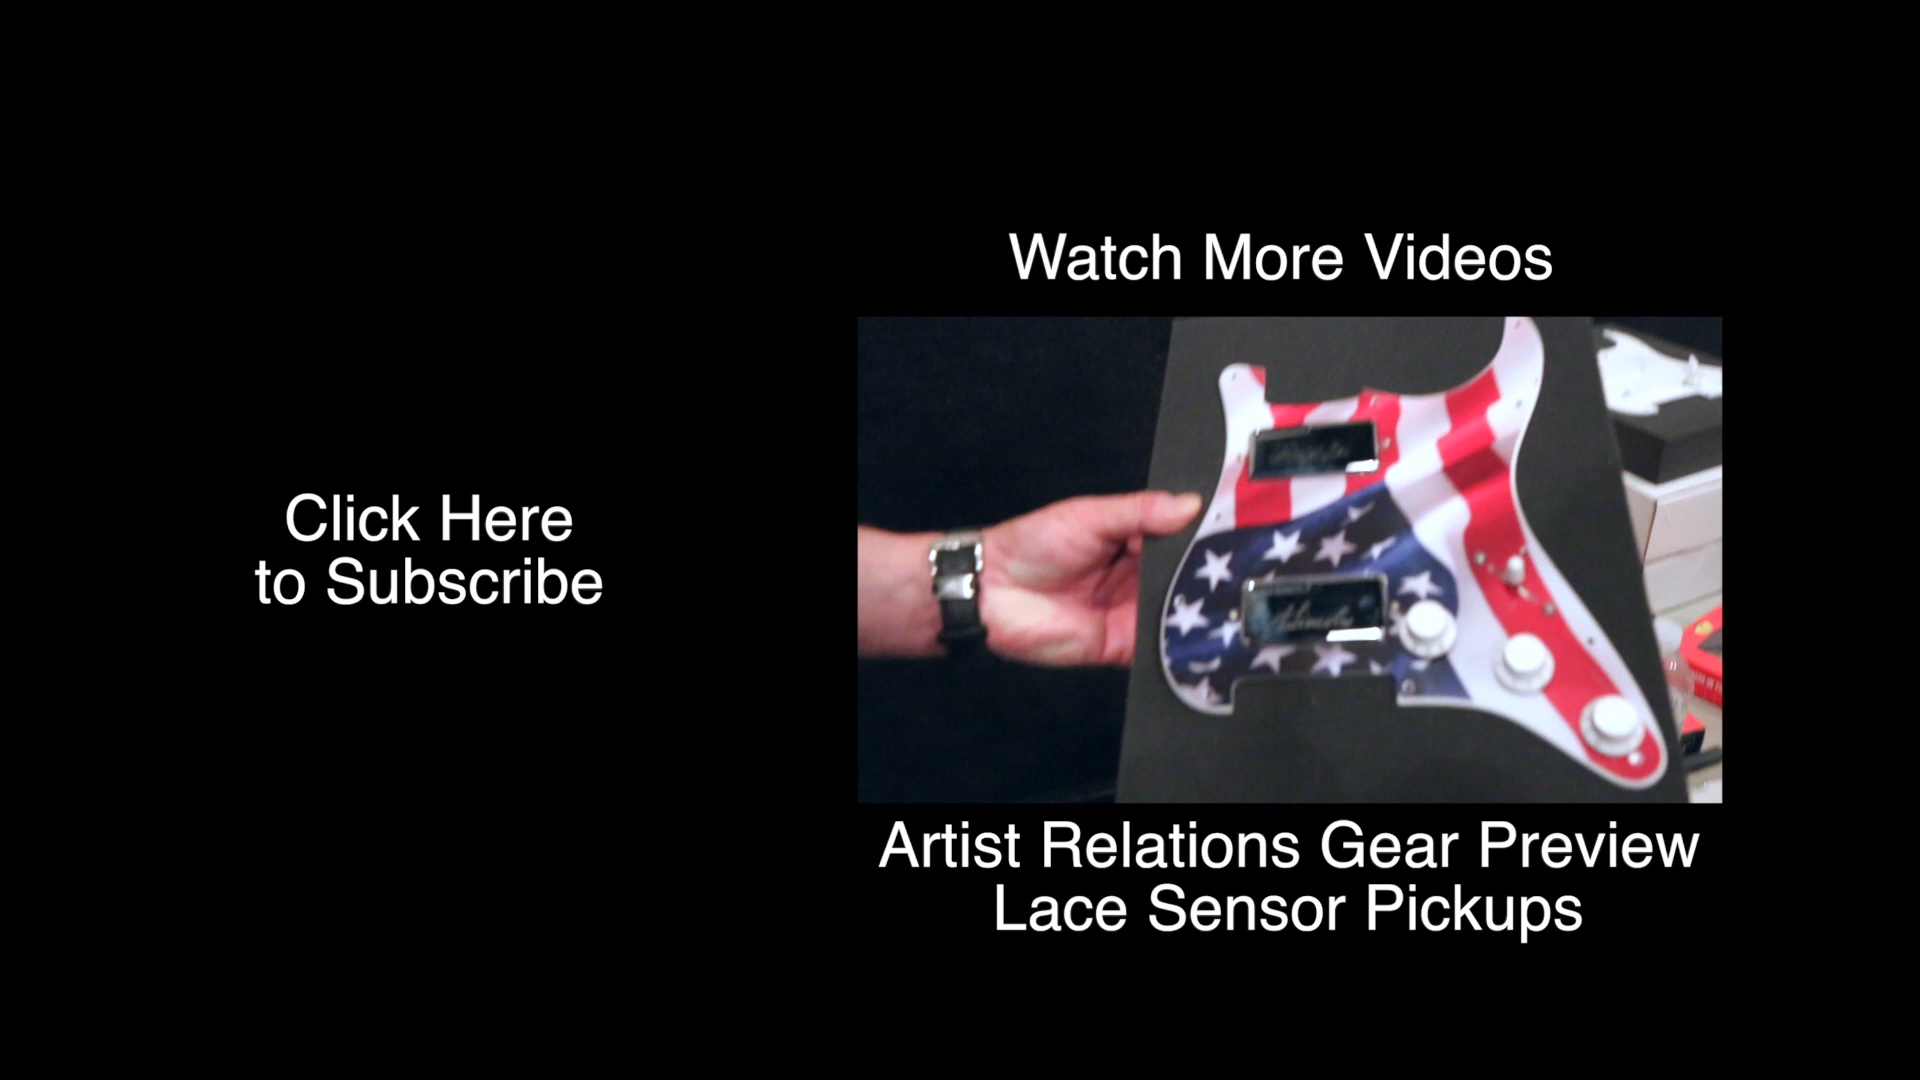 Watch More Videos
Click Here
to Subscribe
Artist Relations Gear Preview
Lace Sensor Pickups